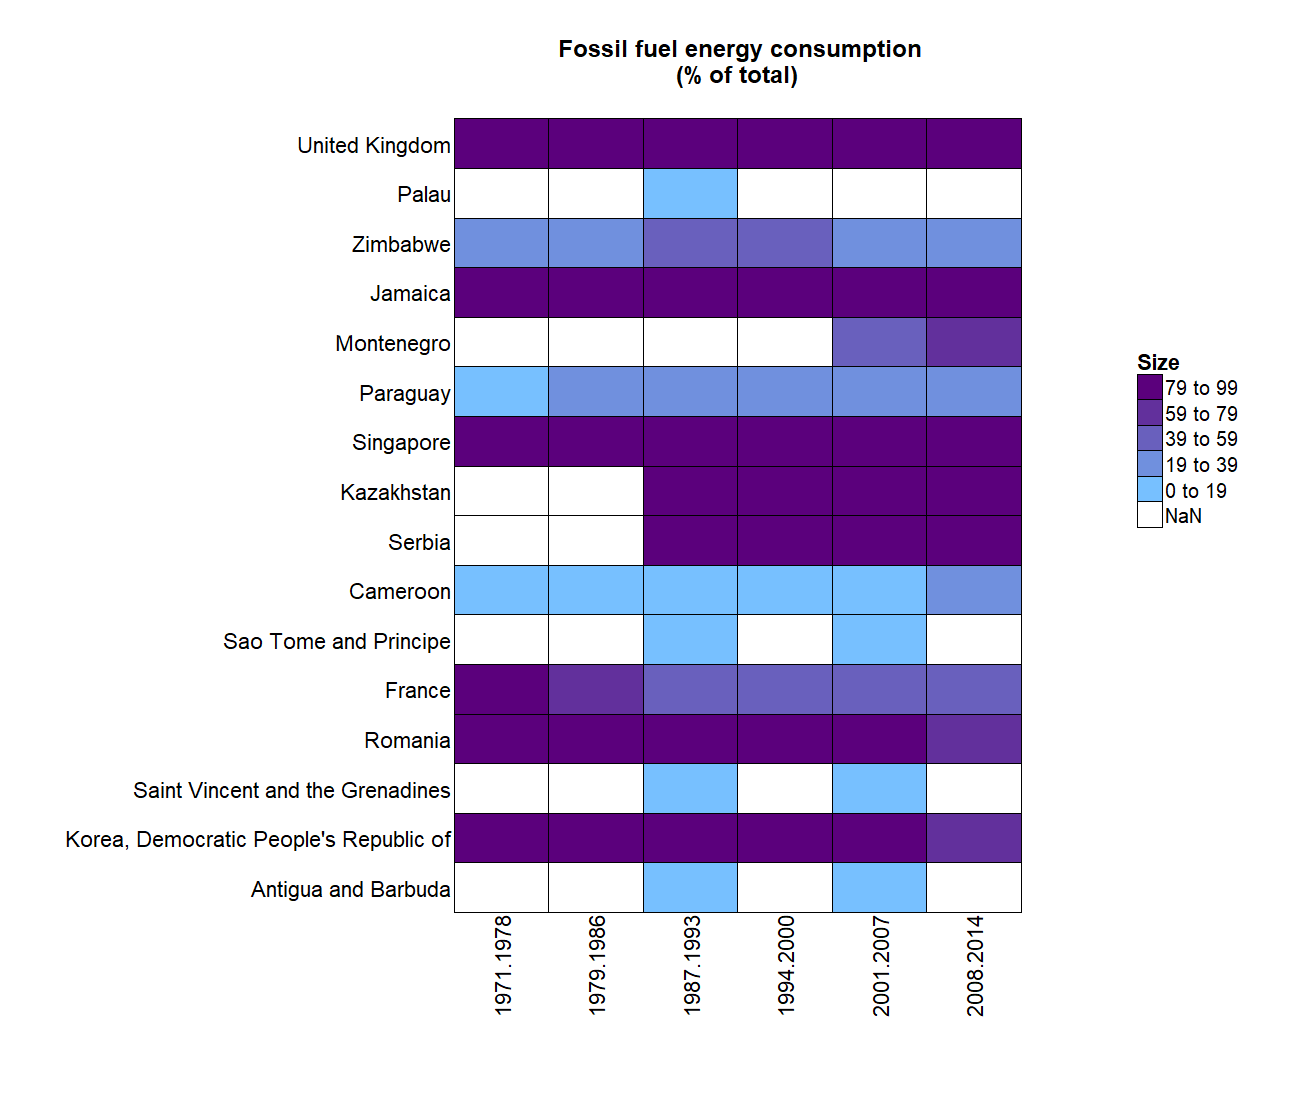 Fossil fuel energy consumption
(% of total)
United Kingdom
Palau
Zimbabwe
Jamaica
Montenegro
Paraguay
Singapore
Kazakhstan
Serbia
Cameroon
Sao Tome and Principe
France
Romania
Saint Vincent and the Grenadines
Korea, Democratic People's Republic of
Antigua and Barbuda
1971.1978
1979.1986
1987.1993
1994.2000
2001.2007
2008.2014
Size
79 to 99
59 to 79
39 to 59
19 to 39
0 to 19
NaN